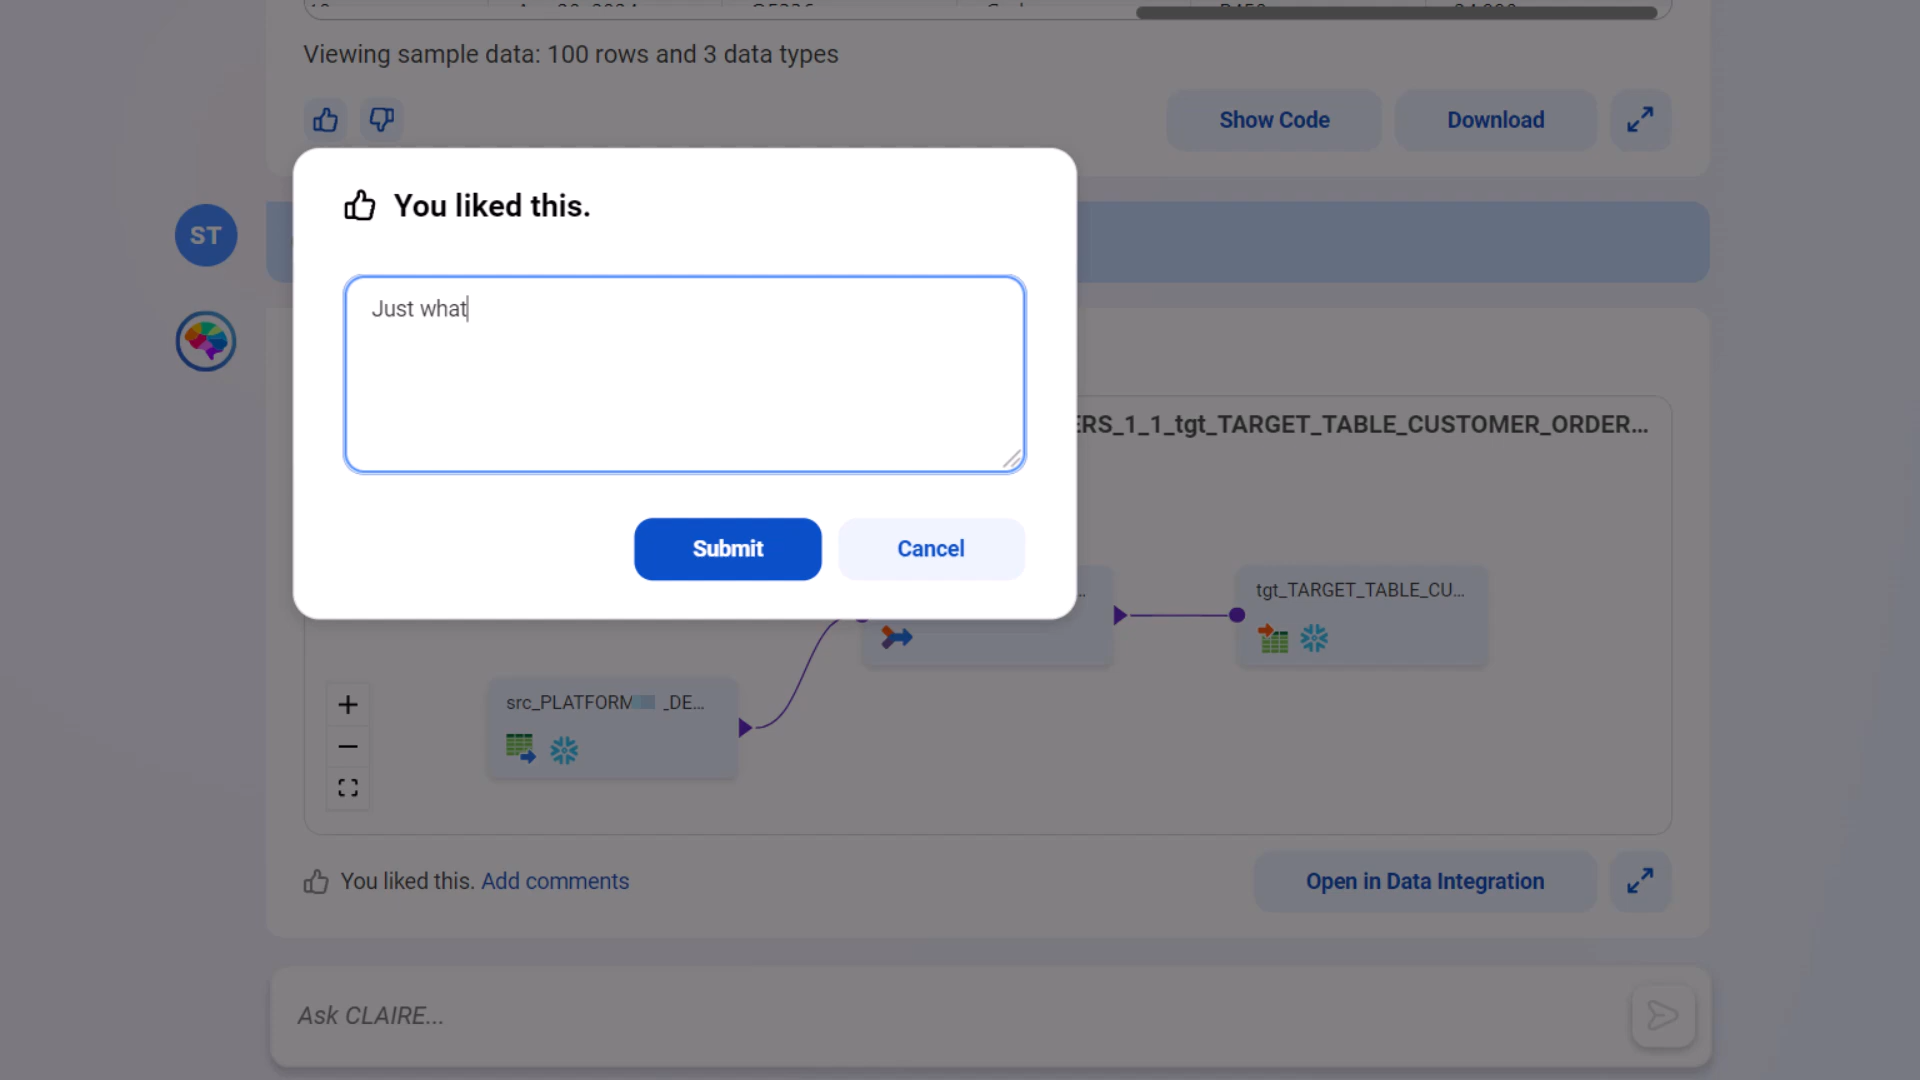 Viewing sample data: 100 rows and 3 data types
Show Code
Download
You liked this.
ST
Just what
ERS_1_1_tgt_TARGET_TABLE_CUSTOMER_ORDER...
Submit
Cancel
tgt_TARGET_TABLE_CU...
src_PLATFORM _DE...
You liked this. Add comments
Open in Data Integration
Ask CLAIRE...